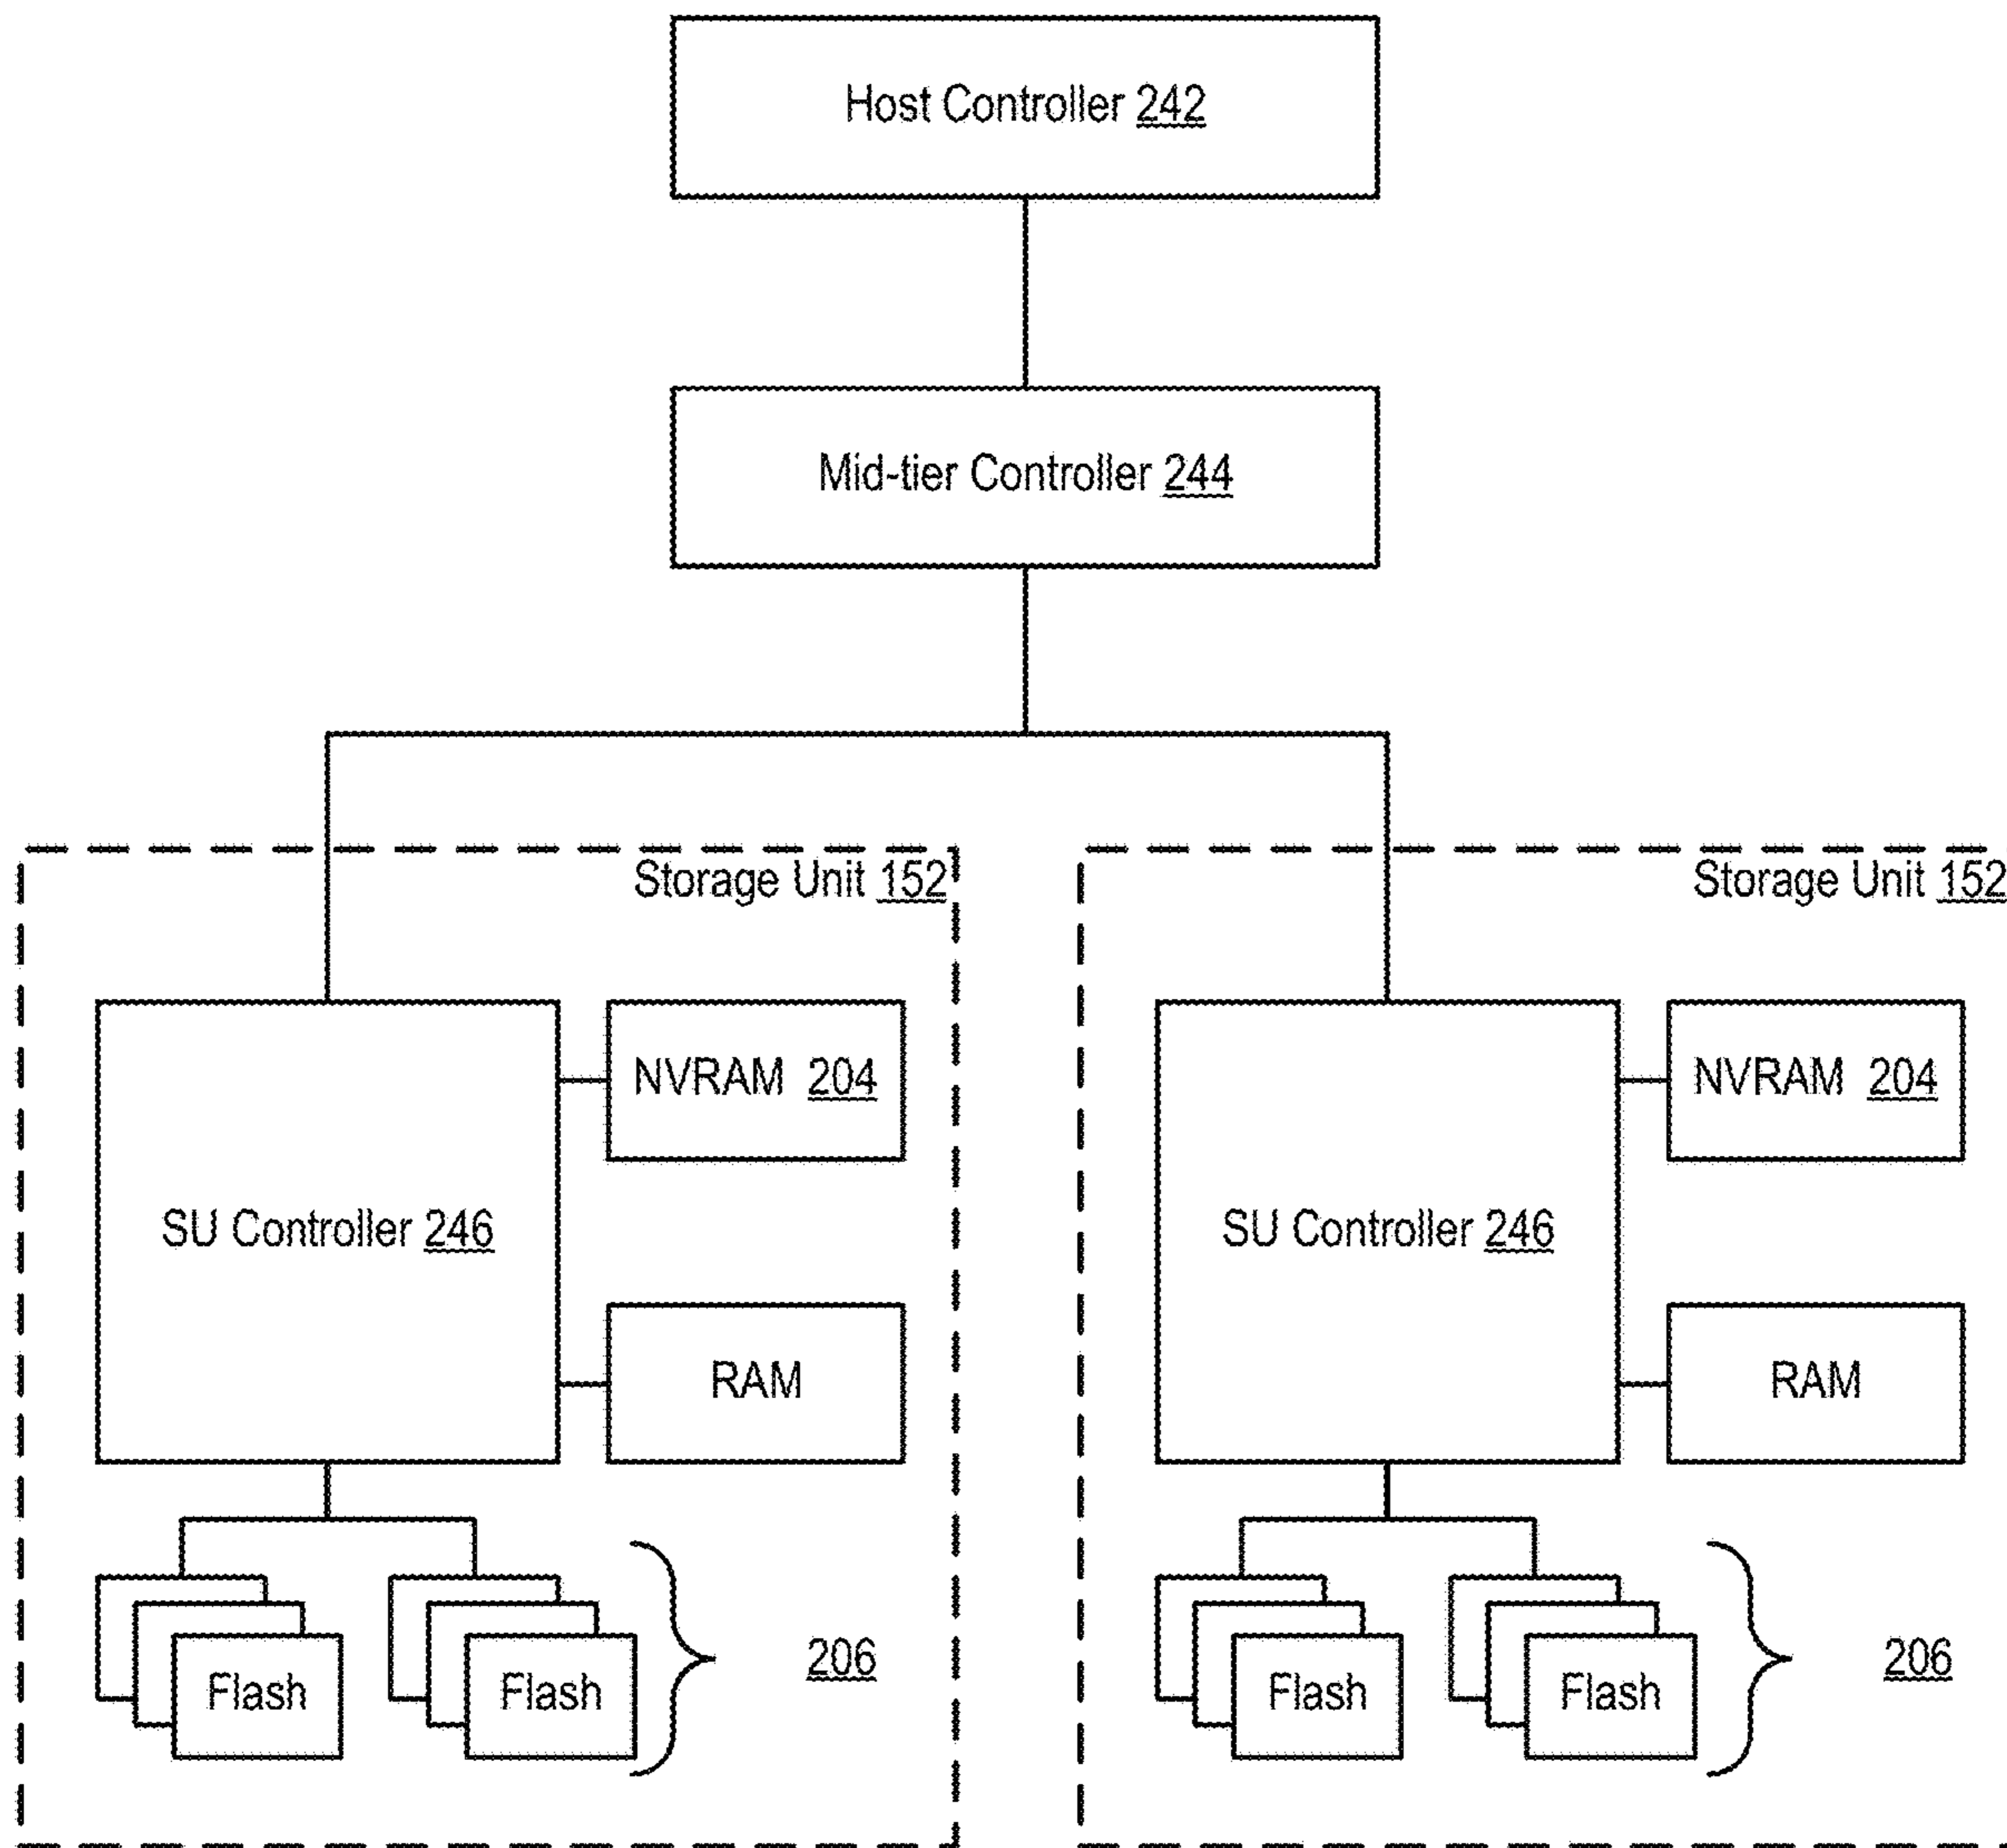 Host Controller 242
Mid-tier Controller 244
Storage Unit 152
SU Controller 246
NVRAM 204
RAM
Flash
Flash
206
Storage Unit 152
SU Controller 246
NVRAM 204
RAM
Flash
Flash
206